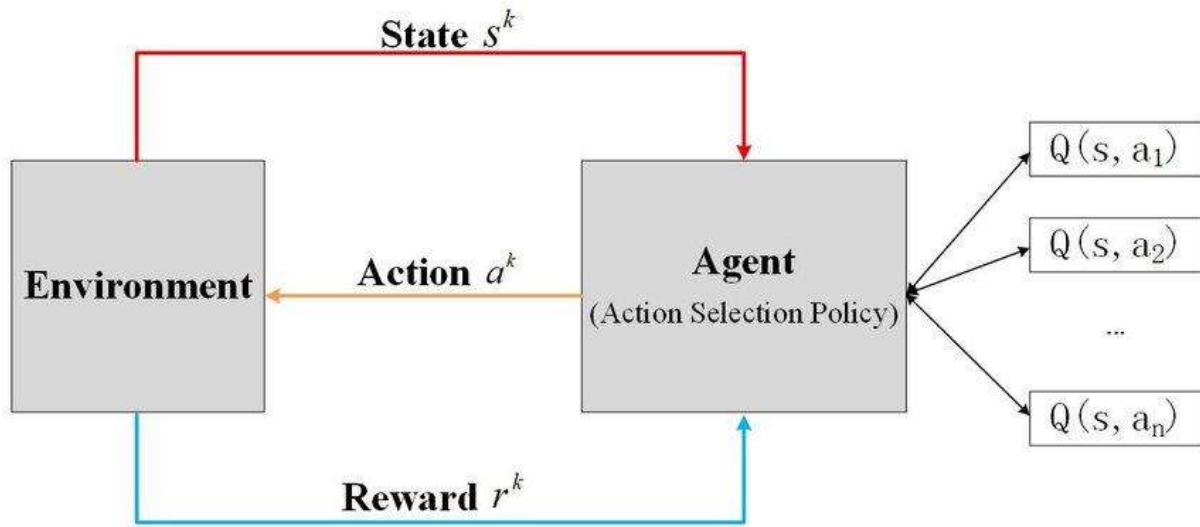 State s^k
Environment
Action a^k
Agent
(Action Selection Policy)
Reward r^k
Q(s, a₁)
Q(s, a₂)
...
Q(s, aₙ)